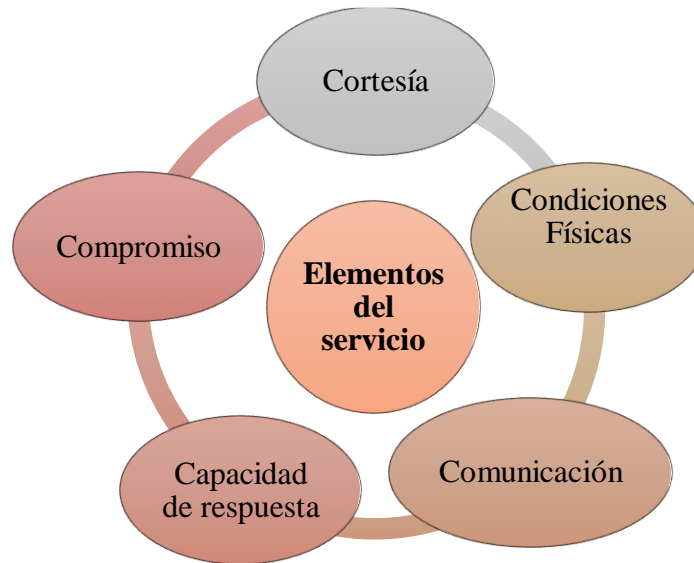 Cortesía
Condiciones
Físicas
Compromiso
Elementos
del
servicio
Comunicación
Capacidad
de respuesta